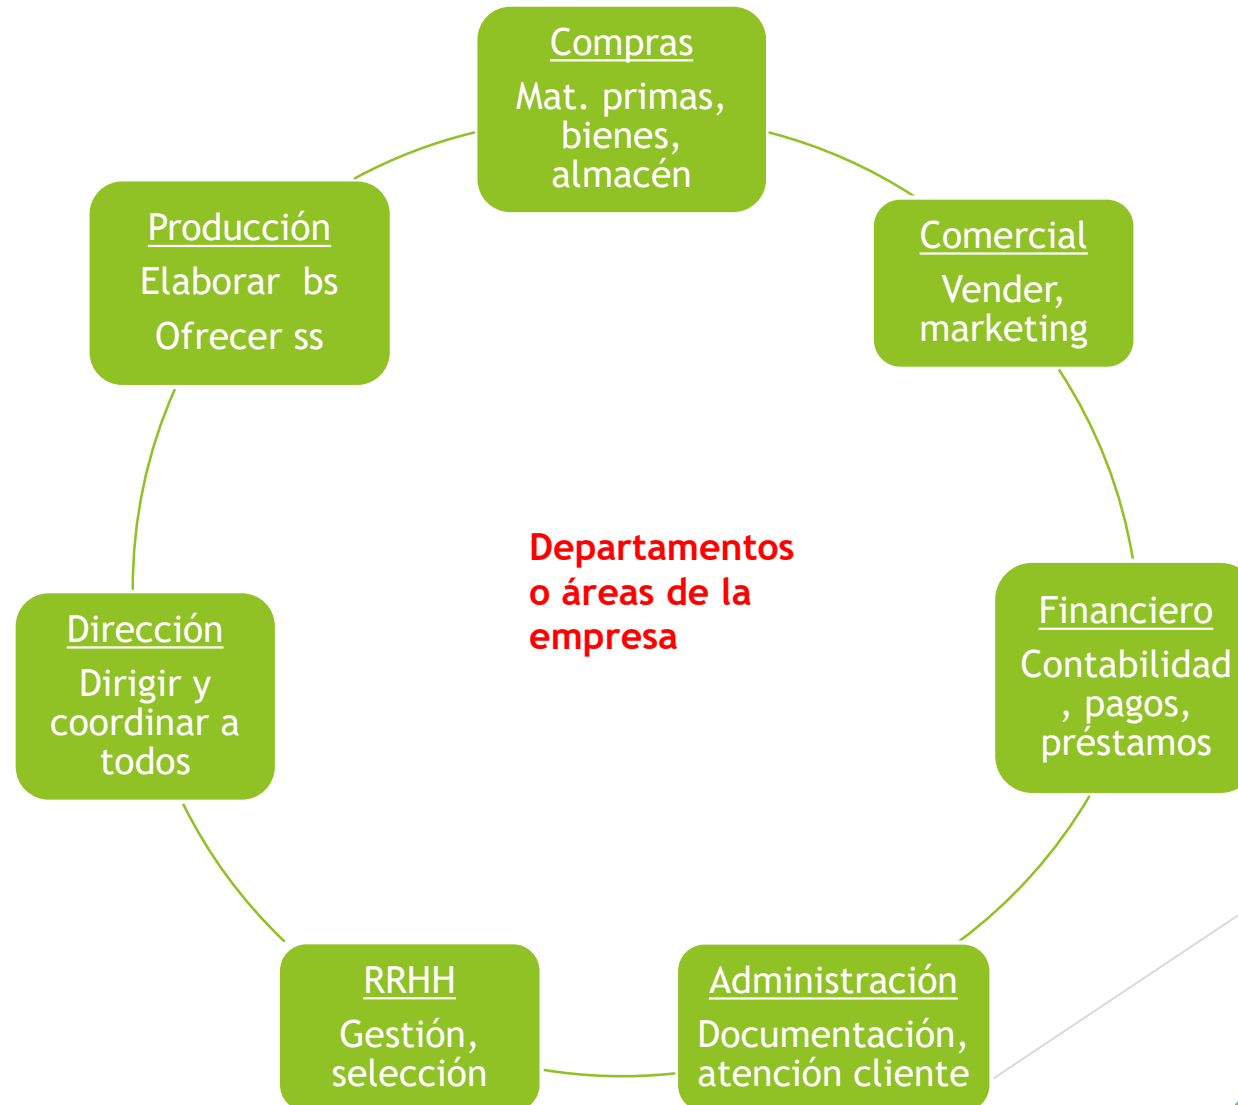 Compras
Mat. primas,
bienes,
almacén
Comercial
Vender,
marketing
Financiero
Contabilidad
, pagos,
préstamos
Administración
Documentación,
atención cliente
RRHH
Gestión,
selección
Dirección
Dirigir y
coordinar a
todos
Producción
Elaborar  bs
Ofrecer ss
Departamentos
o áreas de la
empresa